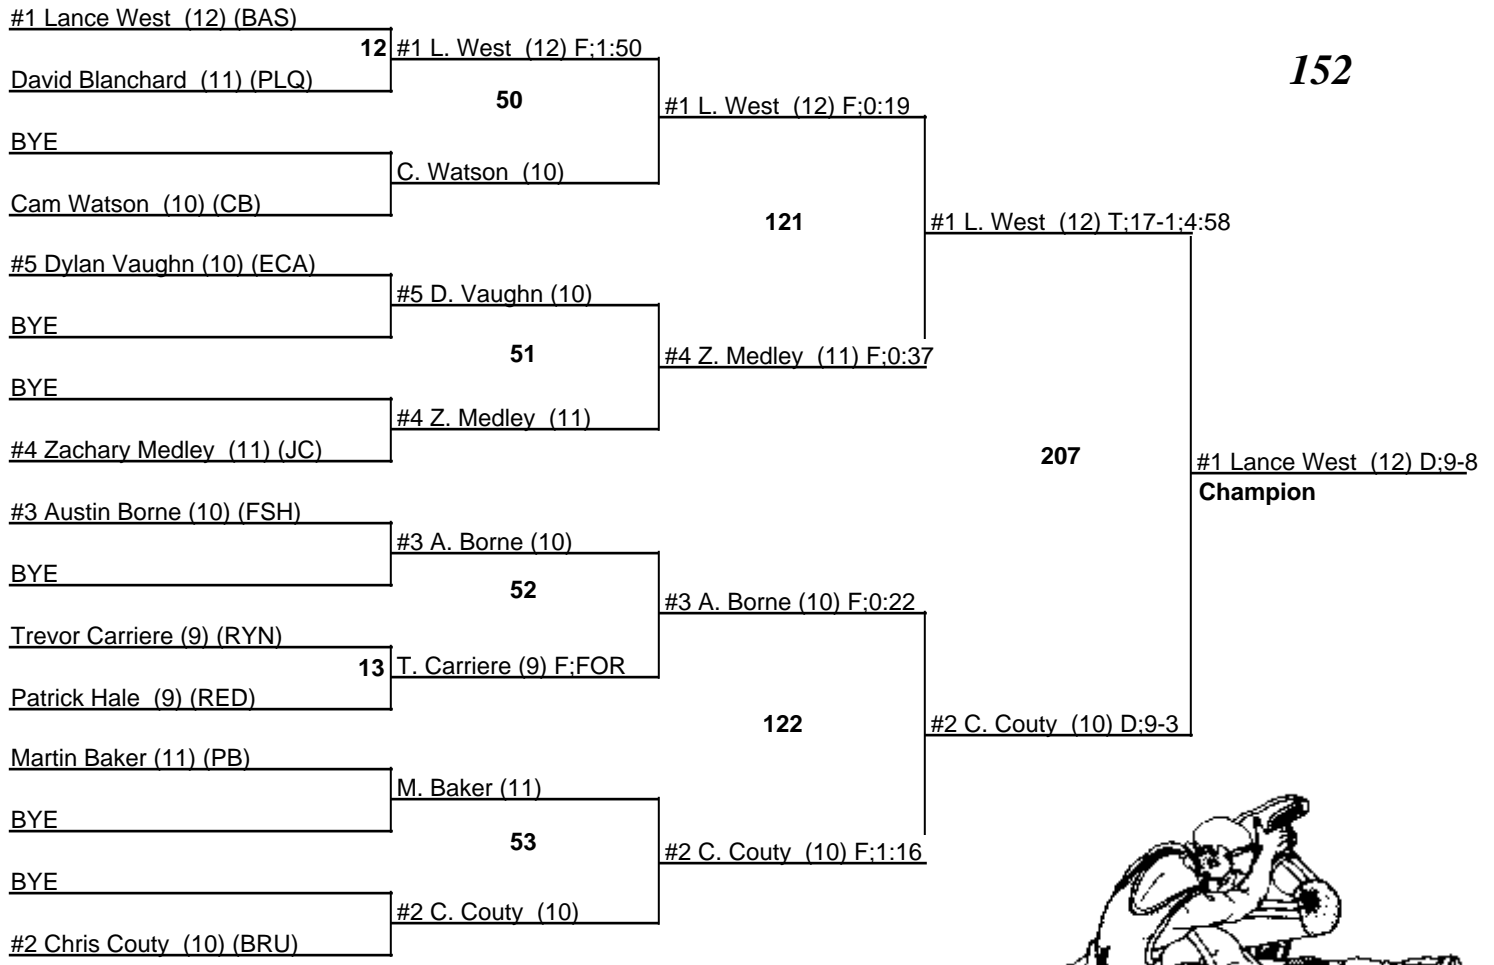 #1 Lance West (12) (BAS)
12 #1 L. West (12) F;1:50
152
David Blanchard (11) (PLQ)
50
#1 L. West (12) F;0:19
BYE
C. Watson (10)
Cam Watson (10) (CB)
121
#1 L. West (12) T;17-1;4:58
#5 Dylan Vaughn (10) (ECA)
#5 D. Vaughn (10)
BYE
51
#4 Z. Medley (11) F;0:37
BYE
#4 Z. Medley (11)
#4 Zachary Medley (11) (JC)
207
#1 Lance West (12) D;9-8
Champion
#3 Austin Borne (10) (FSH)
#3 A. Borne (10)
BYE
52
#3 A. Borne (10) F;0:22
Trevor Carriere (9) (RYN)
13 T. Carriere (9) F;FOR
Patrick Hale (9) (RED)
122
#2 C. Couty (10) D;9-3
Martin Baker (11) (PB)
M. Baker (11)
BYE
53
#2 C. Couty (10) F;1:16
BYE
#2 C. Couty (10)
#2 Chris Couty (10) (BRU)